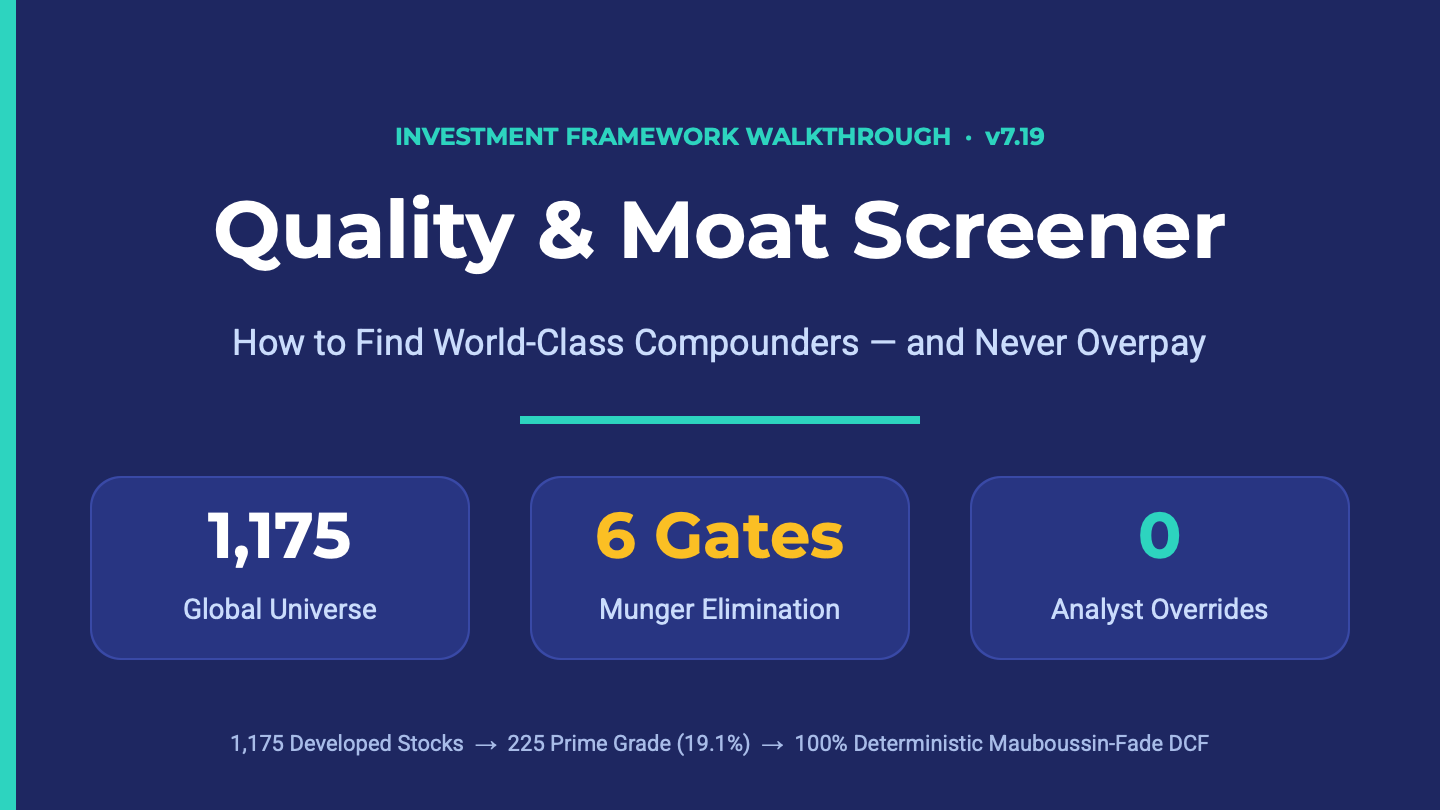 INVESTMENT FRAMEWORK WALKTHROUGH · v7.19
Quality & Moat Screener
How to Find World-Class Compounders — and Never Overpay
1,175
Global Universe
6 Gates
Munger Elimination
0
Analyst Overrides
1,175 Developed Stocks → 225 Prime Grade (19.1%) → 100% Deterministic Mauboussin-Fade DCF